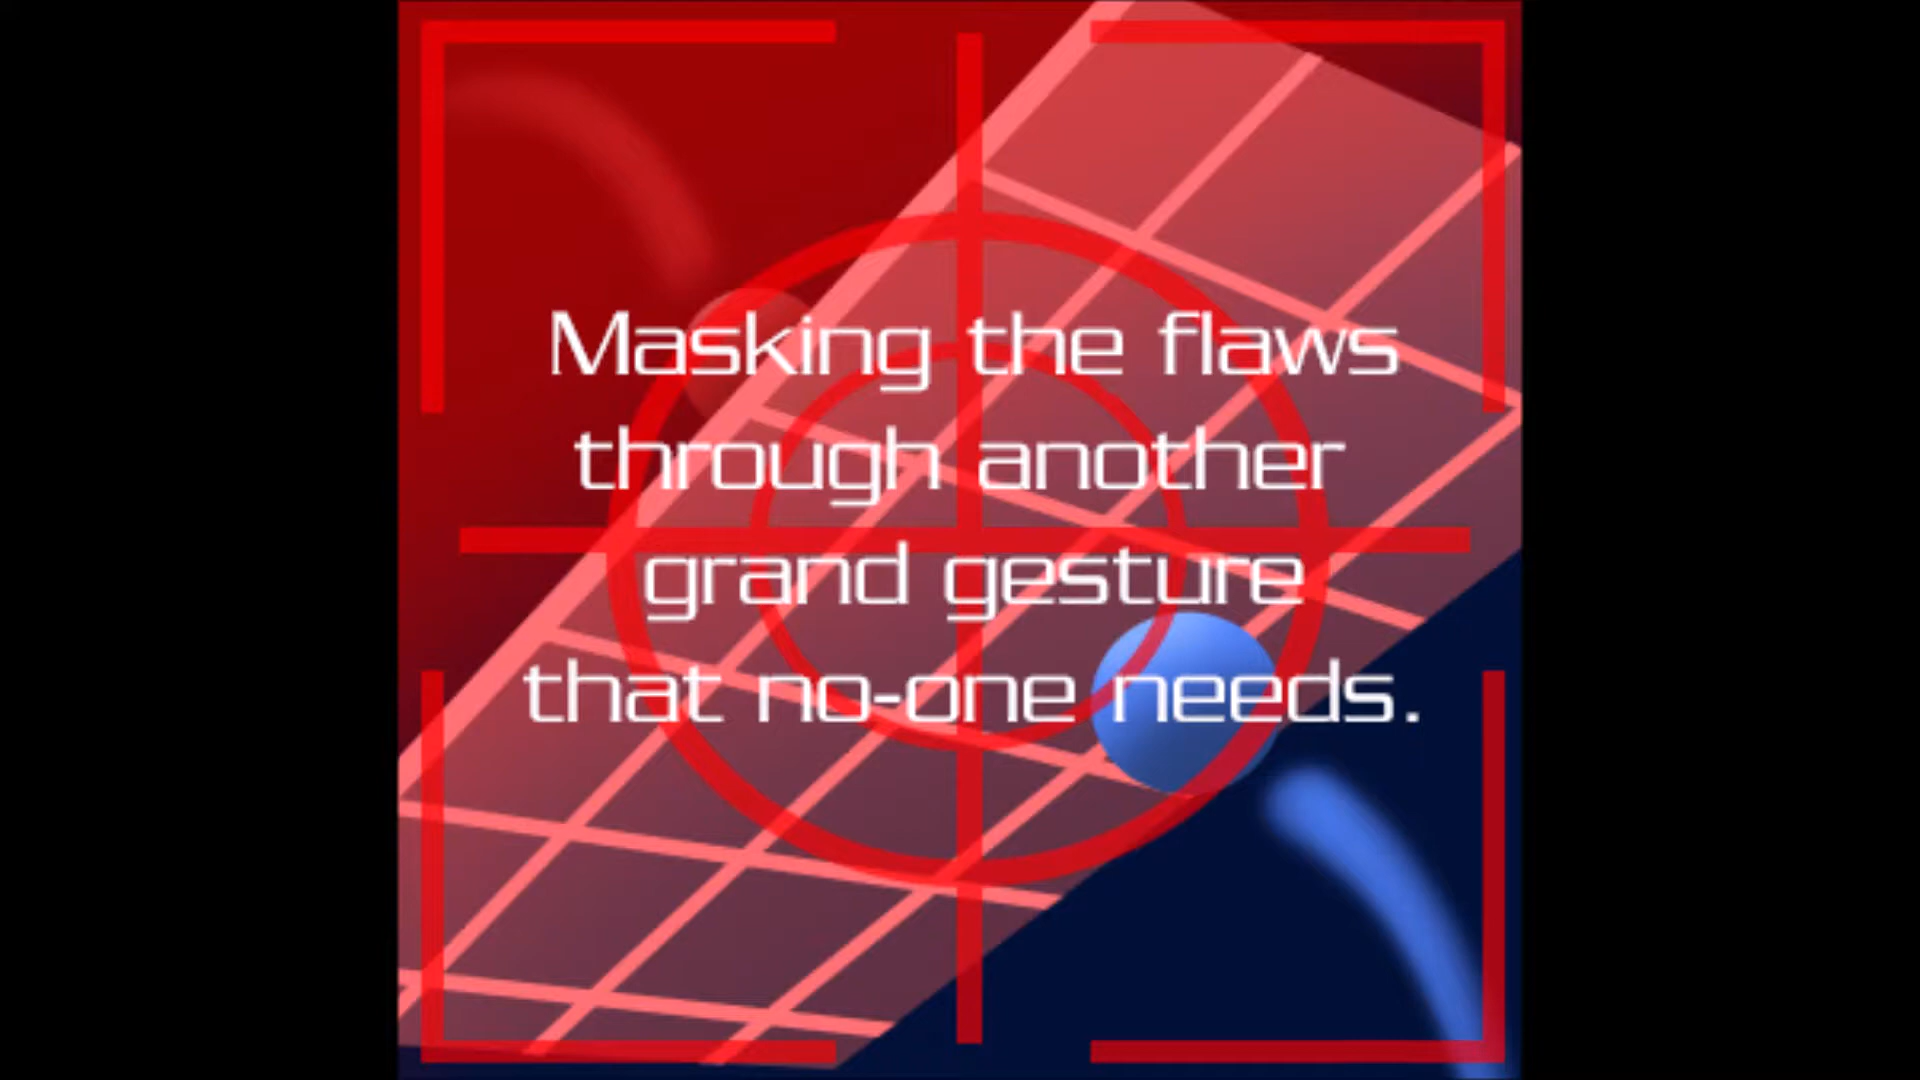 Masking the flaws
through another
grand gesture
that no-one needs.